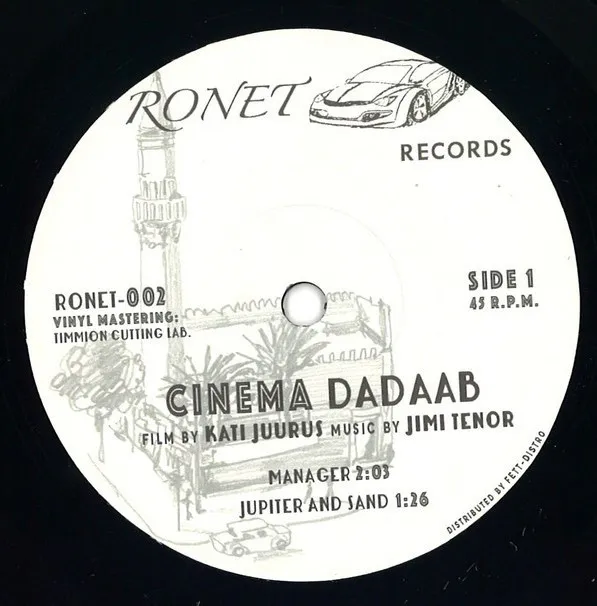 RONET
RECORDS
RONET-002
VINYL MASTERING:
TIMMION CUTTING LAB.
SIDE 1
45 R.P.M.
CINEMA DADAAB
FILM BY KATI JUURUS MUSIC BY JIMI TENOR
MANAGER 2:03
JUPITER AND SAND 1:26
DISTRIBUTED BY FETT-DISTRO